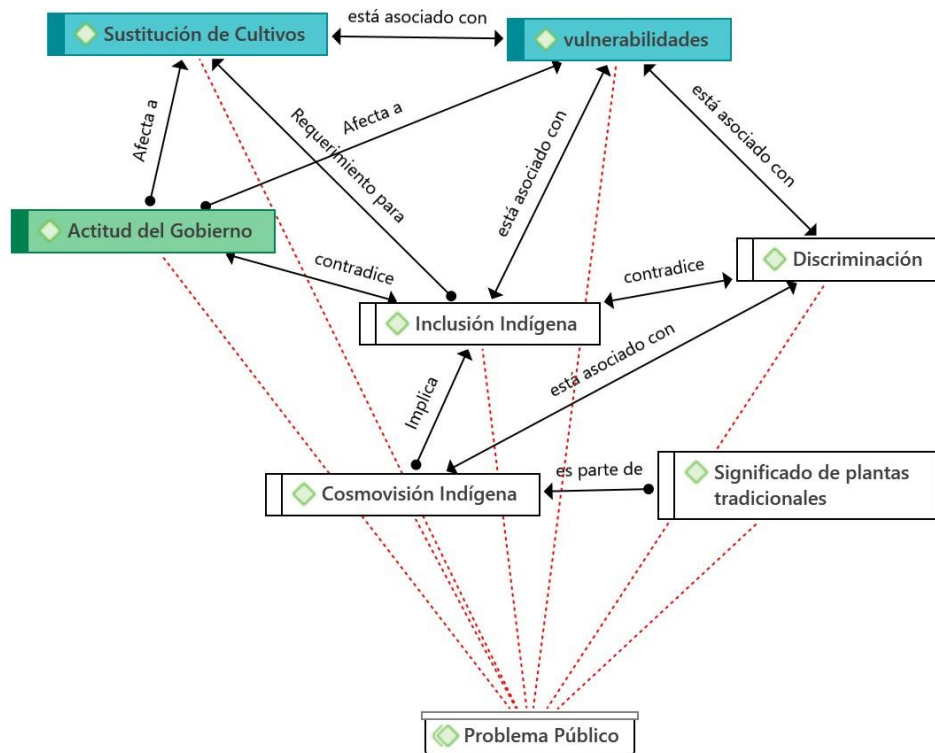 está asociado con
Sustitución de Cultivos
vulnerabilidades
Afecta a
Requerimiento para
Afecta a
está asociado con
está asociado con
Actitud del Gobierno
contradice
contradice
Discriminación
Inclusión Indígena
está asociado con
Implica
Cosmovisión Indígena
es parte de
Significado de plantas
tradicionales
Problema Público